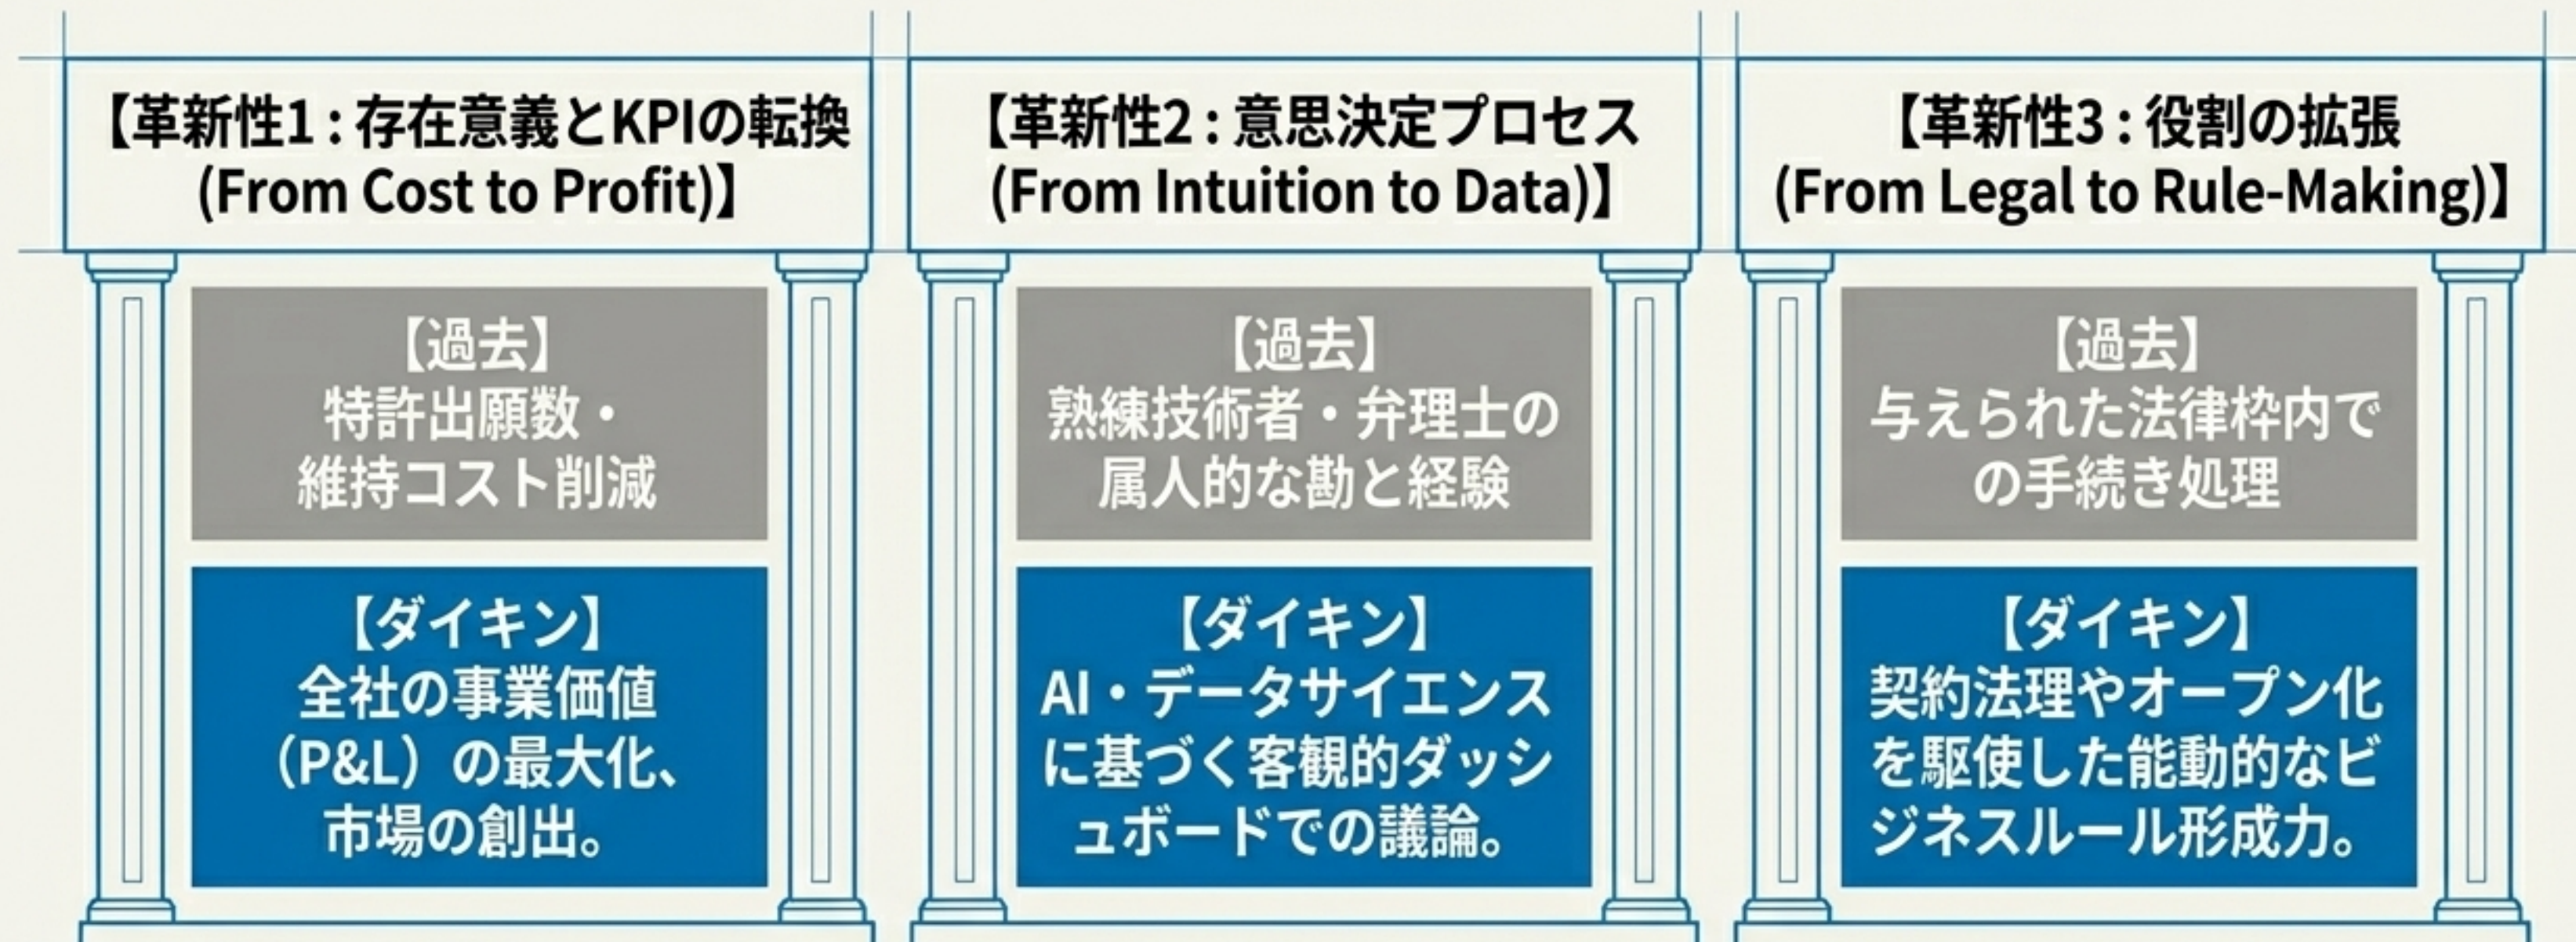 【革新性1 : 存在意義とKPIの転換
(From Cost to Profit)】
【過去】
特許出願数・
維持コスト削減
【ダイキン】
全社の事業価値
（P&L）の最大化、
市場の創出。
【革新性2 : 意思決定プロセス
(From Intuition to Data)】
【過去】
熟練技術者・弁理士の
属人的な勘と経験
【ダイキン】
AI・データサイエンス
に基づく客観的ダッシ
ュボードでの議論。
【革新性3 : 役割の拡張
(From Legal to Rule-Making)】
【過去】
与えられた法律枠内で
の手続き処理
【ダイキン】
契約法理やオープン化
を駆使した能動的なビ
ジネスルール形成力。